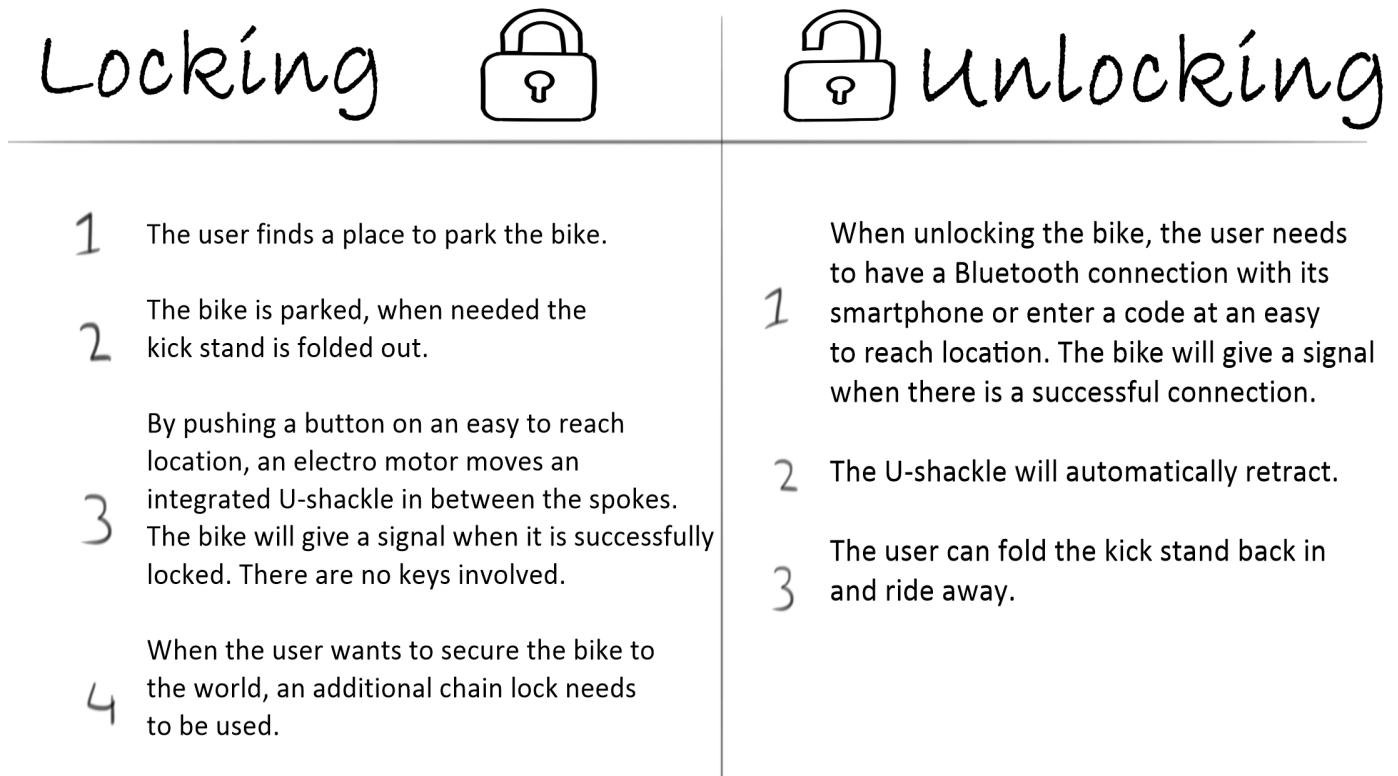 Locking
1
The user finds a place to park the bike.
2
The bike is parked, when needed the
kick stand is folded out.
3
By pushing a button on an easy to reach
location, an electro motor moves an
integrated U-shackle in between the spokes.
The bike will give a signal when it is successfully
locked. There are no keys involved.
4
When the user wants to secure the bike to
the world, an additional chain lock needs
to be used.
Unlocking
1
When unlocking the bike, the user needs
to have a Bluetooth connection with its
smartphone or enter a code at an easy
to reach location. The bike will give a signal
when there is a successful connection.
2
The U-shackle will automatically retract.
3
The user can fold the kick stand back in
and ride away.